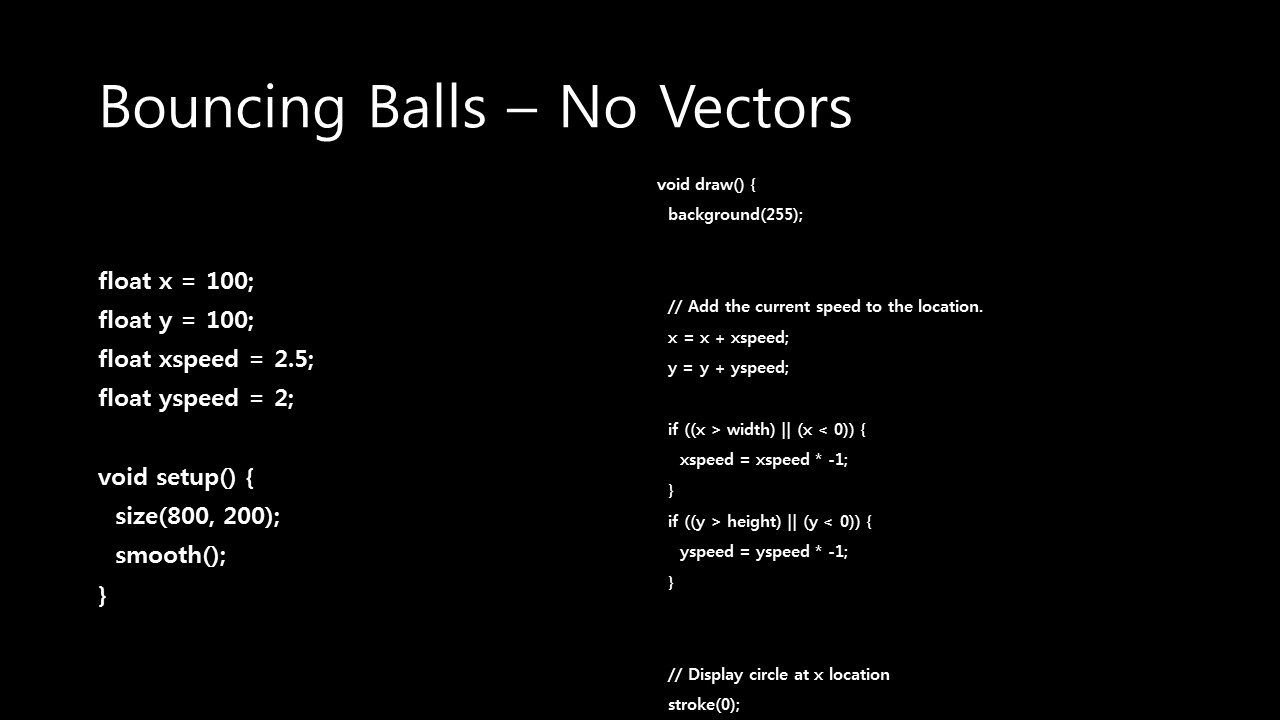 Bouncing Balls – No Vectors
float x = 100;
float y = 100;
float xspeed = 2.5;
float yspeed = 2;
void setup() {
size(800, 200);
smooth();
}
void draw() {
background(255);
// Add the current speed to the location.
x = x + xspeed;
y = y + yspeed;
if ((x > width) || (x < 0)) {
xspeed = xspeed * -1;
}
if ((y > height) || (y < 0)) {
yspeed = yspeed * -1;
}
// Display circle at x location
stroke(0);